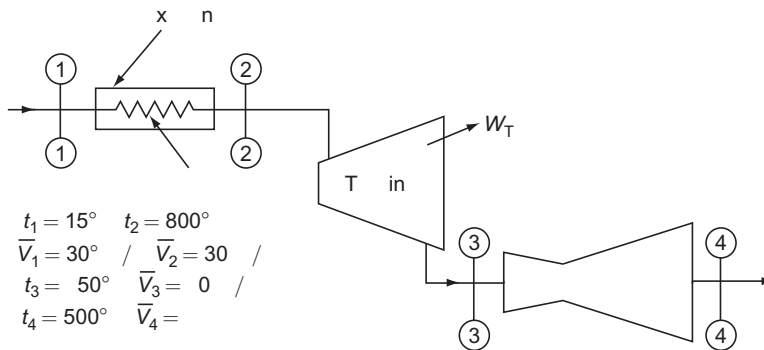 x n
1
2
1
2
W_T
T in
t₁ = 15° t₂ = 800°
V̅₁ = 30° / V̅₂ = 30 /
t₃ = 50° V̅₃ = 0 /
t₄ = 500° V̅₄ =
3
4
3
4